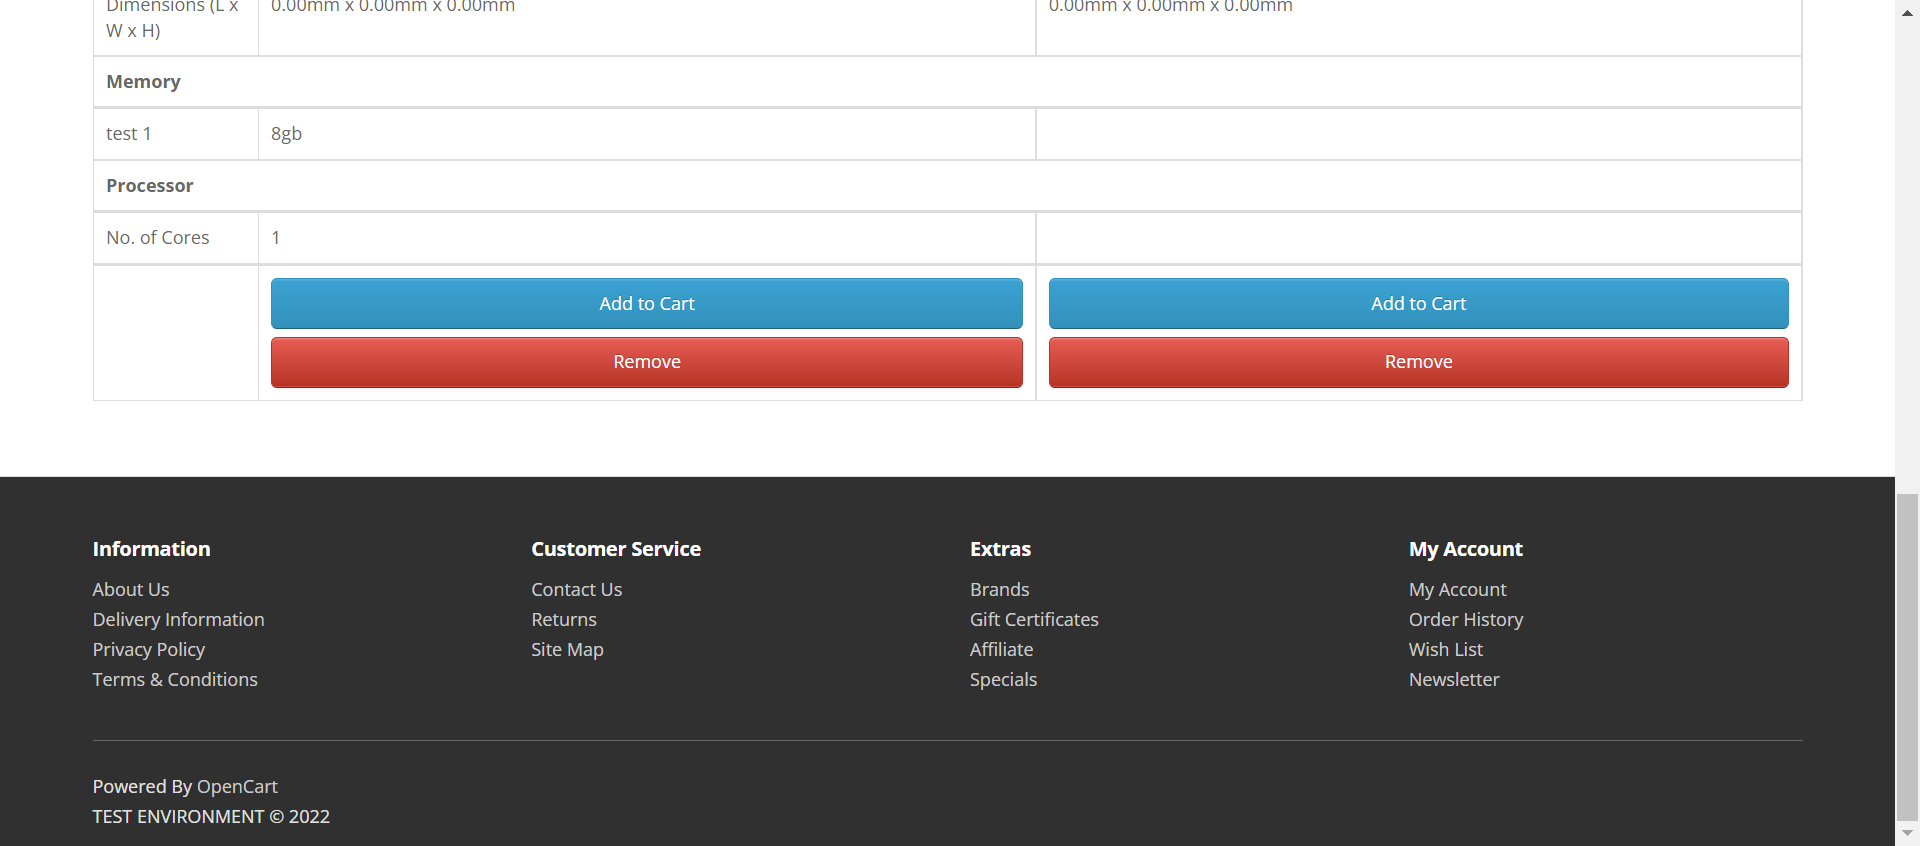 Dimensions (L x 0.00mm x 0.00mm x 0.00mm 0.00mm x 0.00mm x 0.00mm
W x H)
Memory
test 1 8gb
Processor
No. of Cores 1
Add to Cart Add to Cart
Remove Remove
Information
About Us
Delivery Information
Privacy Policy
Terms & Conditions
Customer Service
Contact Us
Returns
Site Map
Extras
Brands
Gift Certificates
Affiliate
Specials
My Account
My Account
Order History
Wish List
Newsletter
Powered By OpenCart
TEST ENVIRONMENT © 2022